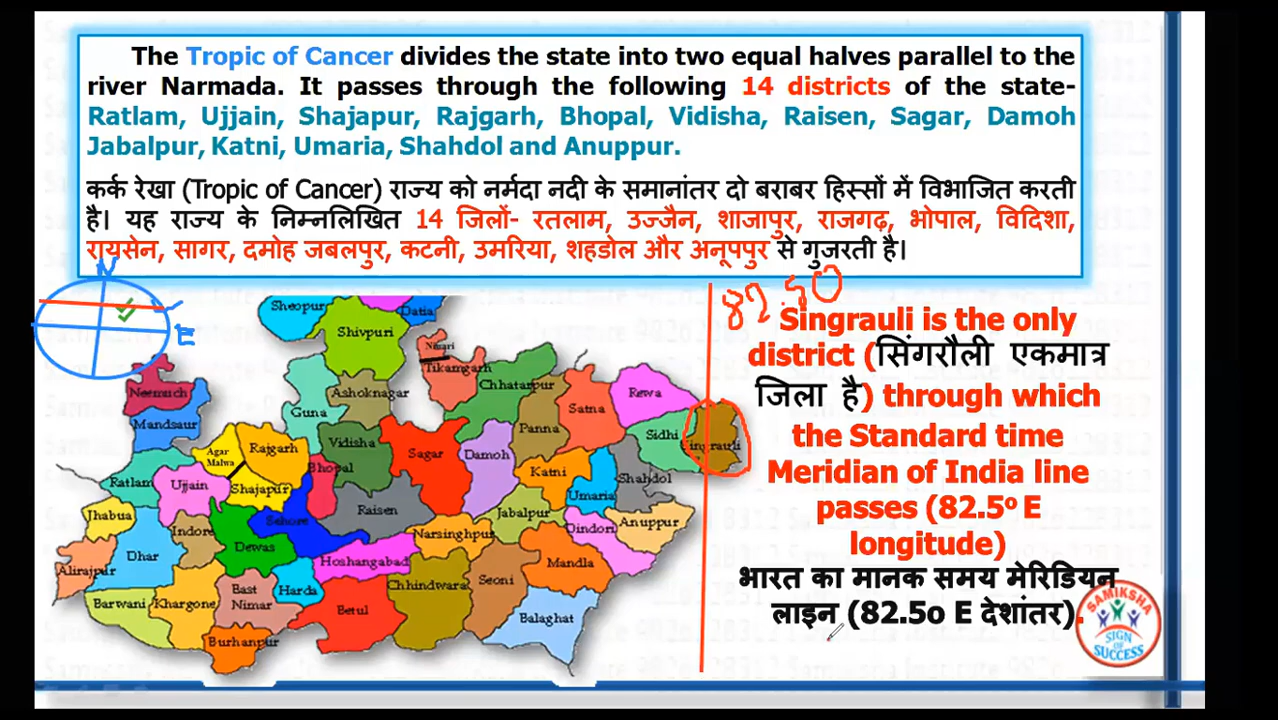 The Tropic of Cancer divides the state into two equal halves parallel to the
river Narmada. It passes through the following 14 districts of the state-
Ratlam, Ujjain, Shajapur, Rajgarh, Bhopal, Vidisha, Raisen, Sagar, Damoh
Jabalpur, Katni, Umaria, Shahdol and Anuppur.
कर्क रेखा (Tropic of Cancer) राज्य को नर्मदा नदी के समानांतर दो बराबर हिस्सों में विभाजित करती
है। यह राज्य के निम्नलिखित 14 जिलों- रतलाम, उज्जैन, शाजापुर, राजगढ़, भोपाल, विदिशा,
रायसेन, सागर, दमोह जबलपुर, कटनी, उमरिया, शहडोल और अनूपपुर से गुजरती है।
N
E
82.50
Singrauli is the only
district (सिंगरौली एकमात्र
जिला है) through which
the Standard time
Meridian of India line
passes (82.5º E
longitude)
भारत का मानक समय मेरिडियन
लाइन (82.5o E देशांतर).
Sheopur
Datia
Shivpuri
Niwari
Tikamgarh
Neemuch
Chhatarpur
Ashoknagar
Rewa
Guna
Satna
Mandsaur
Panna
Sidhi
Singrauli
Rajgarh
Vidisha
Agar
Malwa
Sagar
Damoh
Bhopal
Katni
Ratlam
Ujjain
Shajapur
Shahdol
Umaria
Raisen
Jabalpur
Jhabua
Indore
Sehore
Anuppur
Dindori
Narsinghpur
Dewas
Dhar
Hoshangabad
Mandla
Alirajpur
Chhindwara
Seoni
Harda
East
Nimar
Barwani
Khargone
Betul
Balaghat
Burhanpur
SAMIKSHA
SIGN
OF
SUCCESS